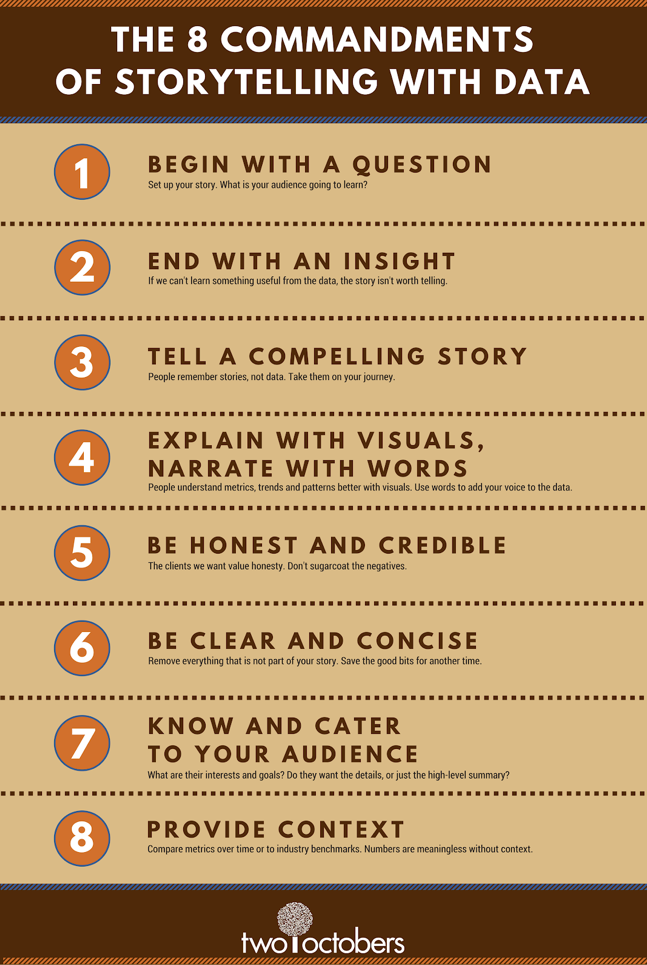 THE 8 COMMANDMENTS
OF STORYTELLING WITH DATA
1
BEGIN WITH A QUESTION
Set up your story. What is your audience going to learn?
2
END WITH AN INSIGHT
If we can't learn something useful from the data, the story isn't worth telling.
3
TELL A COMPELLING STORY
People remember stories, not data. Take them on your journey.
4
EXPLAIN WITH VISUALS,
NARRATE WITH WORDS
People understand metrics, trends and patterns better with visuals. Use words to add your voice to the data.
5
BE HONEST AND CREDIBLE
The clients we want value honesty. Don't sugarcoat the negatives.
6
BE CLEAR AND CONCISE
Remove everything that is not part of your story. Save the good bits for another time.
7
KNOW AND CATER
TO YOUR AUDIENCE
What are their interests and goals? Do they want the details, or just the high-level summary?
8
PROVIDE CONTEXT
Compare metrics over time or to industry benchmarks. Numbers are meaningless without context.
two octobers